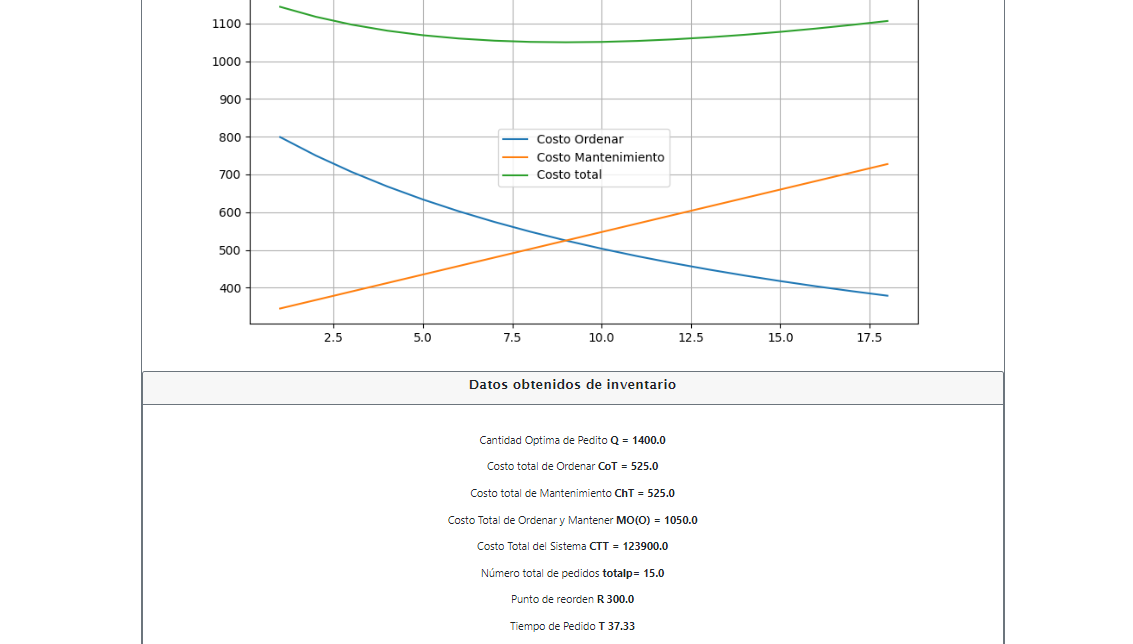 1100
1000
900
800
700
600
500
400
Costo Ordenar
Costo Mantenimiento
Costo total
2.5 5.0 7.5 10.0 12.5 15.0 17.5
Datos obtenidos de inventario
Cantidad Optima de Pedito Q = 1400.0
Costo total de Ordenar CoT = 525.0
Costo total de Mantenimiento ChT = 525.0
Costo Total de Ordenar y Mantener MO(O) = 1050.0
Costo Total del Sistema CTT = 123900.0
Número total de pedidos totalp= 15.0
Punto de reorden R 300.0
Tiempo de Pedido T 37.33